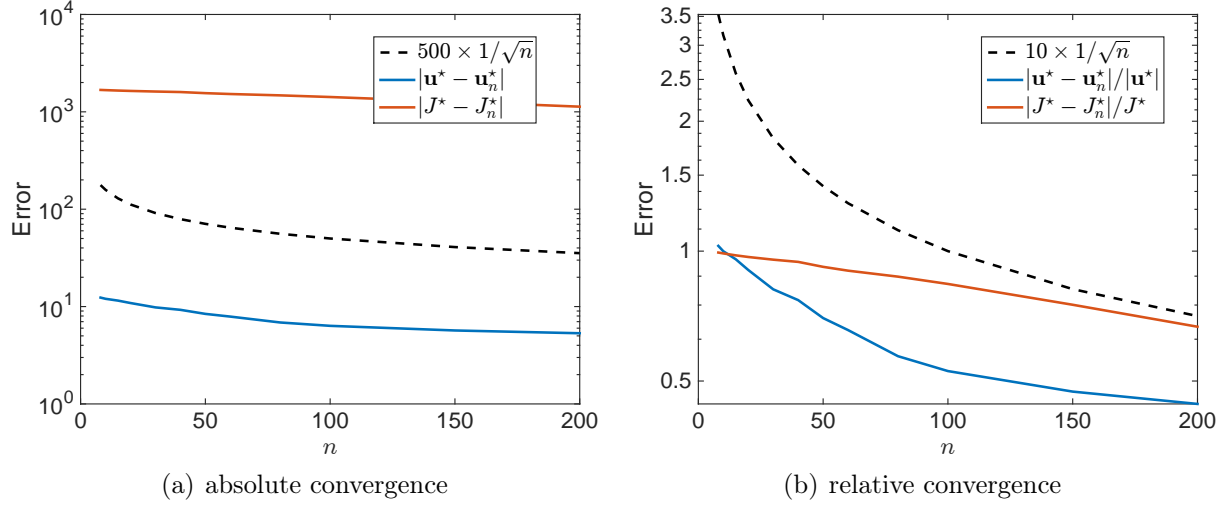 10^4
10^3
10^2
10^1
10^0
Error
0 50 100 150 200
n
500 × 1/√n
|u* − u*_n|
|J* − J*_n|
(a) absolute convergence
3.5
3
2.5
2
1.5
1
0.5
Error
0 50 100 150 200
n
10 × 1/√n
|u* − u*_n|/|u*|
|J* − J*_n|/J*
(b) relative convergence